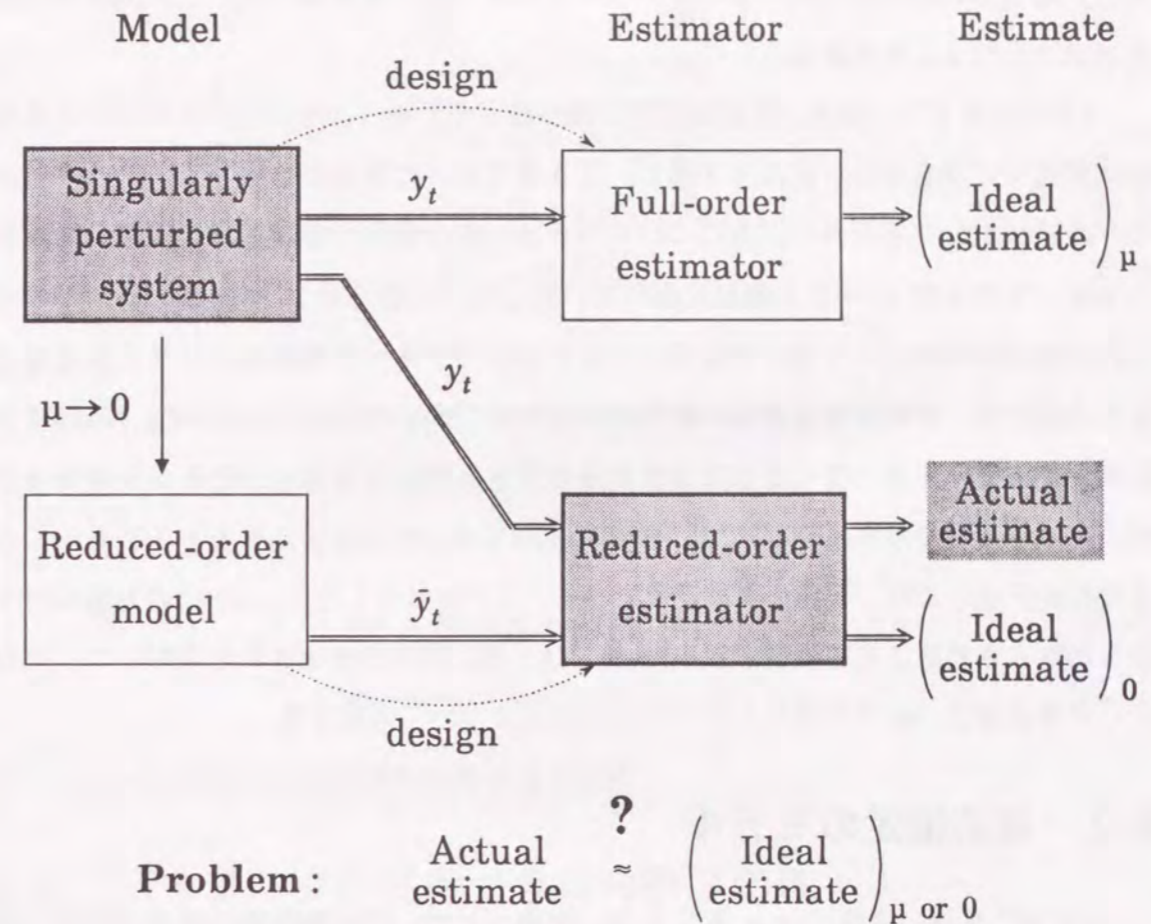 Model Estimator Estimate
design
Singularly
perturbed
system
y_t
Full-order
estimator
(Ideal
estimate)_μ
y_t
μ→0
Reduced-order
model
ȳ_t
Reduced-order
estimator
Actual
estimate
(Ideal
estimate)_0
design
?
Problem: Actual
estimate ≈ (Ideal
estimate)_μ or 0